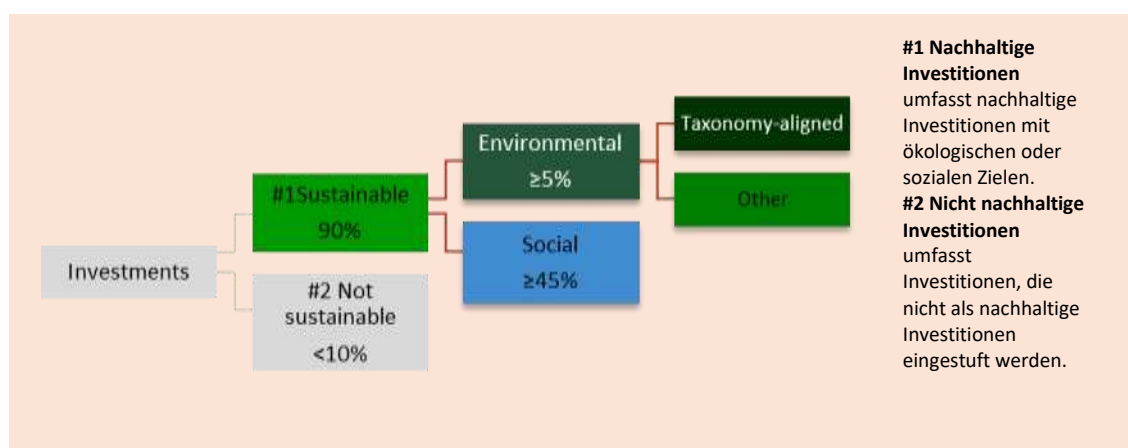 Investments
#1Sustainable
90%
#2 Not
sustainable
<10%
Environmental
≥5%
Social
≥45%
Taxonomy-aligned
Other
#1 Nachhaltige
Investitionen
umfasst nachhaltige
Investitionen mit
ökologischen oder
sozialen Zielen.
#2 Nicht nachhaltige
Investitionen
umfasst
Investitionen, die
nicht als nachhaltige
Investitionen
eingestuft werden.